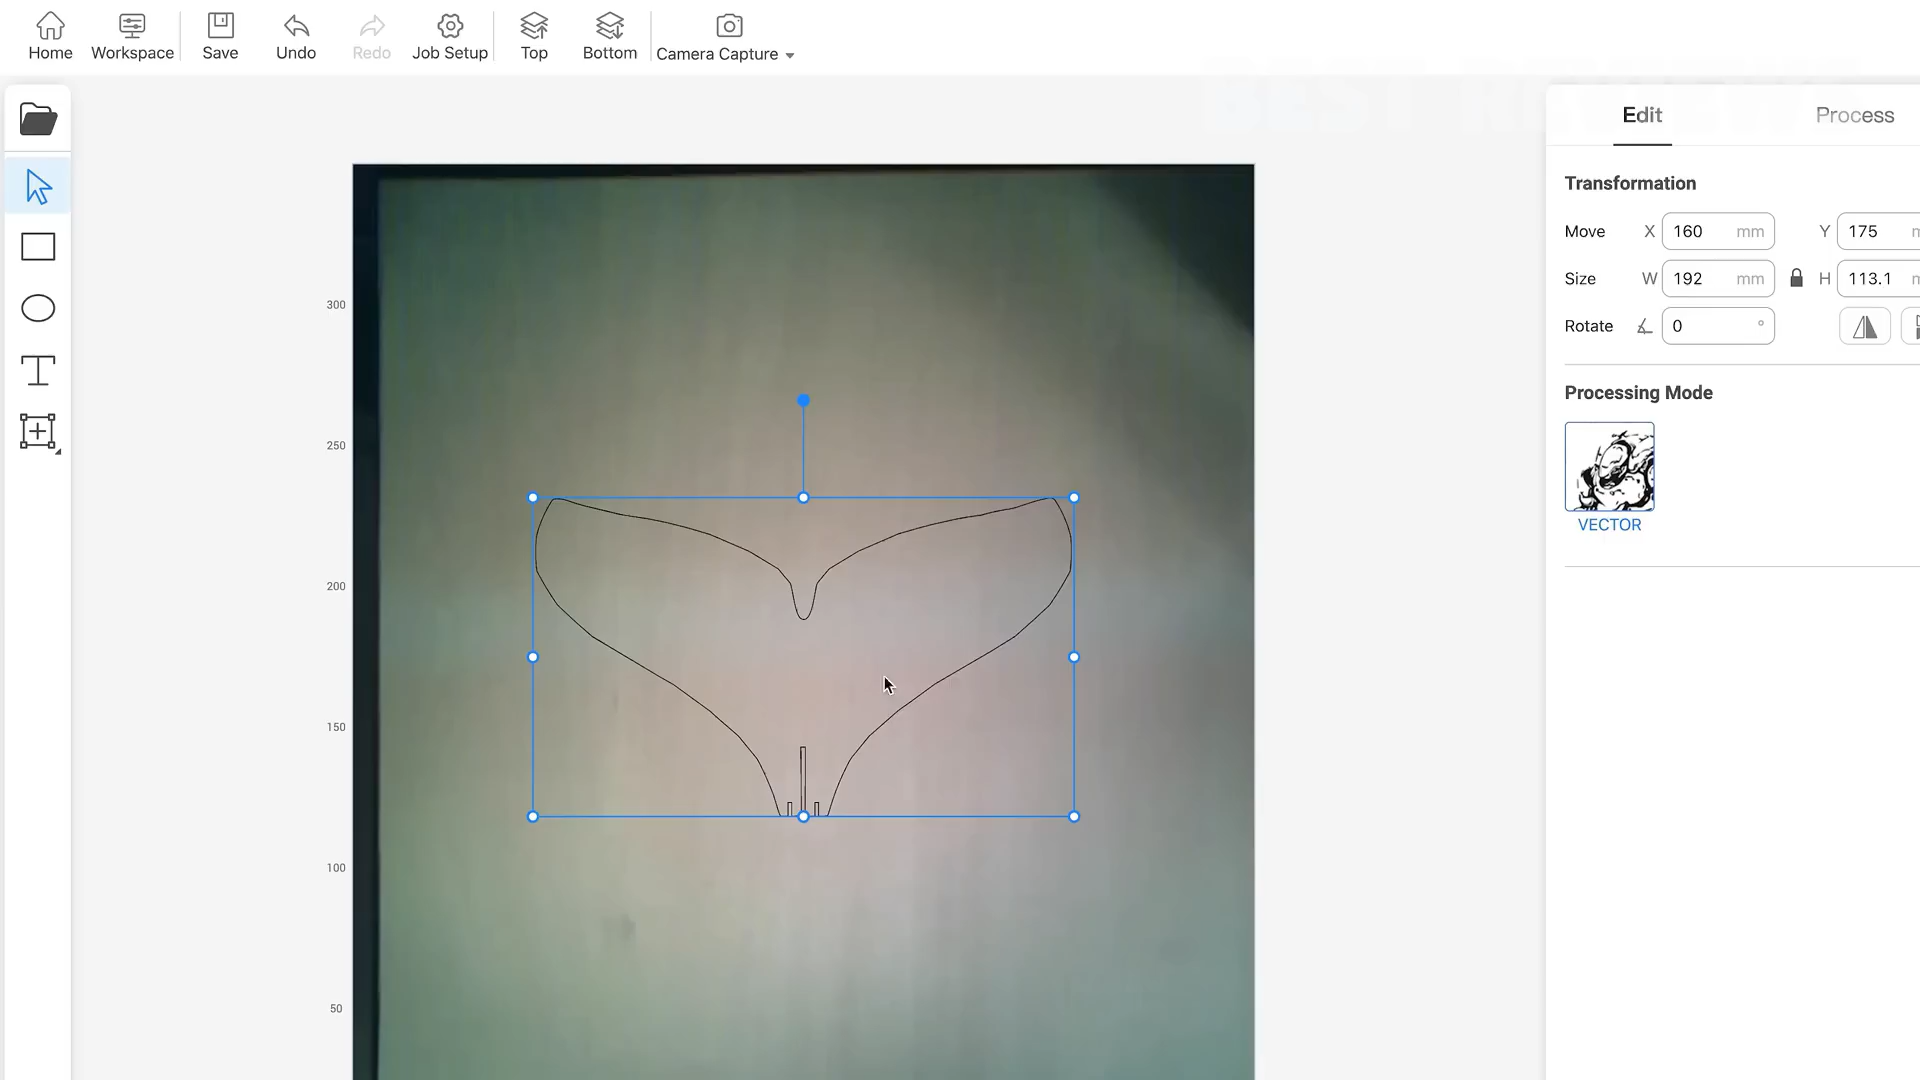 Home Workspace Save Undo Redo Job Setup Top Bottom Camera Capture
Edit Process
Transformation
Move X 160 mm Y 175
Size W 192 mm H 113.1
Rotate 0 °
Processing Mode
VECTOR
300
250
200
150
100
50